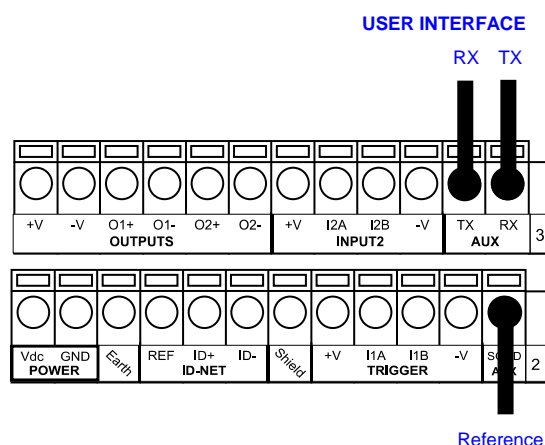 USER INTERFACE
RX TX
+V -V O1+ O1- O2+ O2- +V I2A I2B -V TX RX
OUTPUTS INPUT2 AUX
3
Vdc GND Earth REF ID+ ID- Shield +V I1A I1B -V
POWER ID-NET TRIGGER
2
Reference